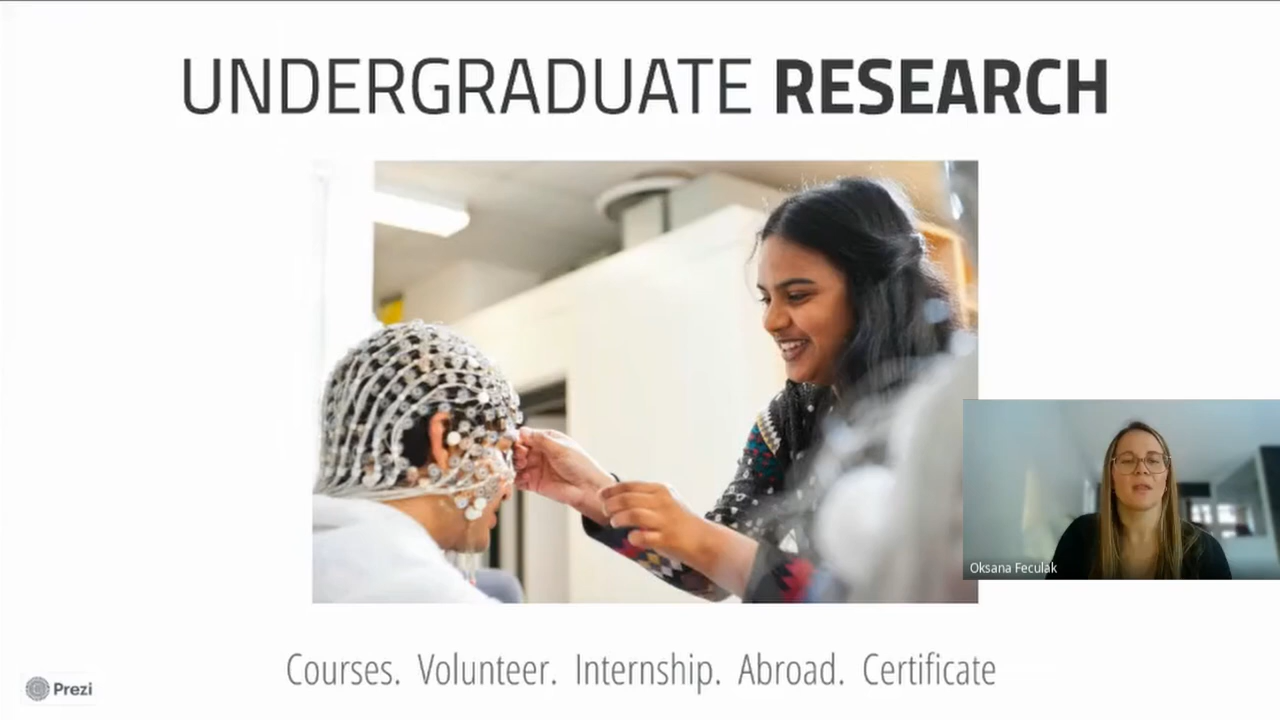 UNDERGRADUATE RESEARCH
Oksana Feculak
Courses. Volunteer. Internship. Abroad. Certificate
Prezi